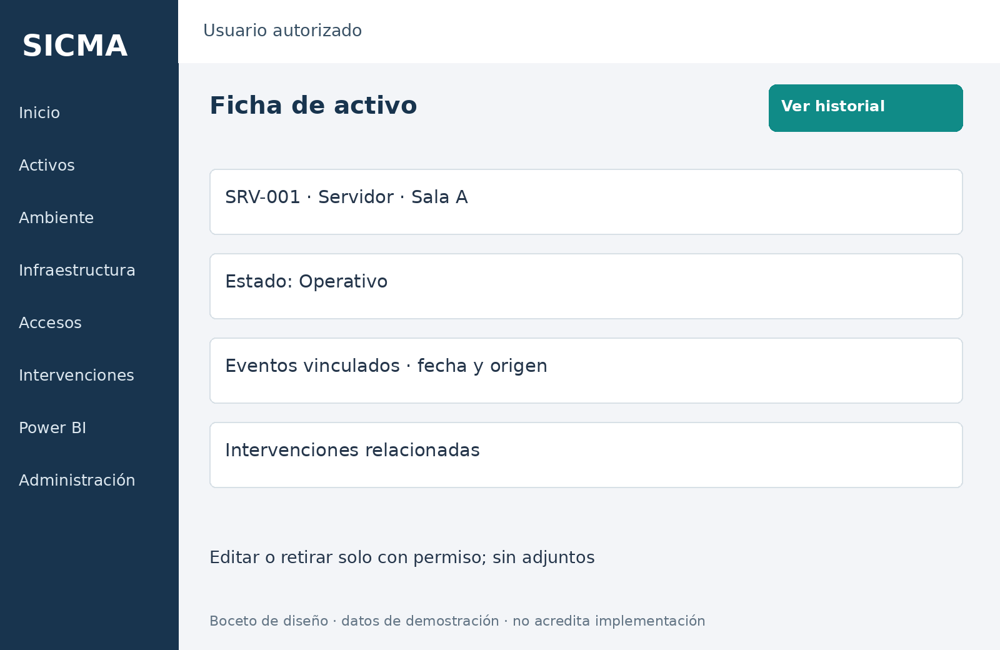 SICMA
Inicio
Activos
Ambiente
Infraestructura
Accesos
Intervenciones
Power BI
Administración
Usuario autorizado
Ficha de activo
Ver historial
SRV-001 · Servidor · Sala A
Estado: Operativo
Eventos vinculados · fecha y origen
Intervenciones relacionadas
Editar o retirar solo con permiso; sin adjuntos
Boceto de diseño · datos de demostración · no acredita implementación